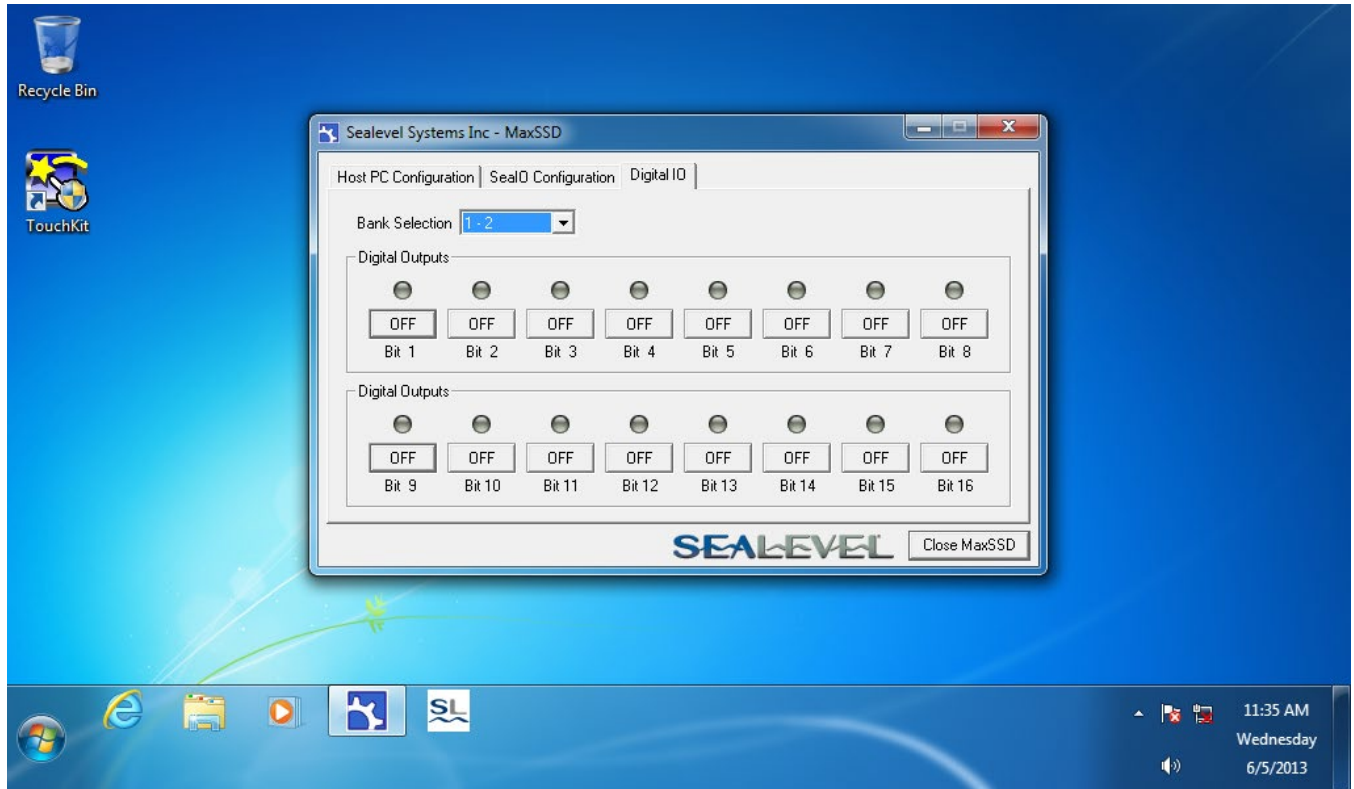 Recycle Bin
TouchKit
Sealevel Systems Inc - MaxSSD
Host PC Configuration SeaIO Configuration Digital IO
Bank Selection 1 - 2
Digital Outputs
OFF OFF OFF OFF OFF OFF OFF OFF
Bit 1 Bit 2 Bit 3 Bit 4 Bit 5 Bit 6 Bit 7 Bit 8
Digital Outputs
OFF OFF OFF OFF OFF OFF OFF OFF
Bit 9 Bit 10 Bit 11 Bit 12 Bit 13 Bit 14 Bit 15 Bit 16
SEALEVEL Close MaxSSD
SL
11:35 AM
Wednesday
6/5/2013